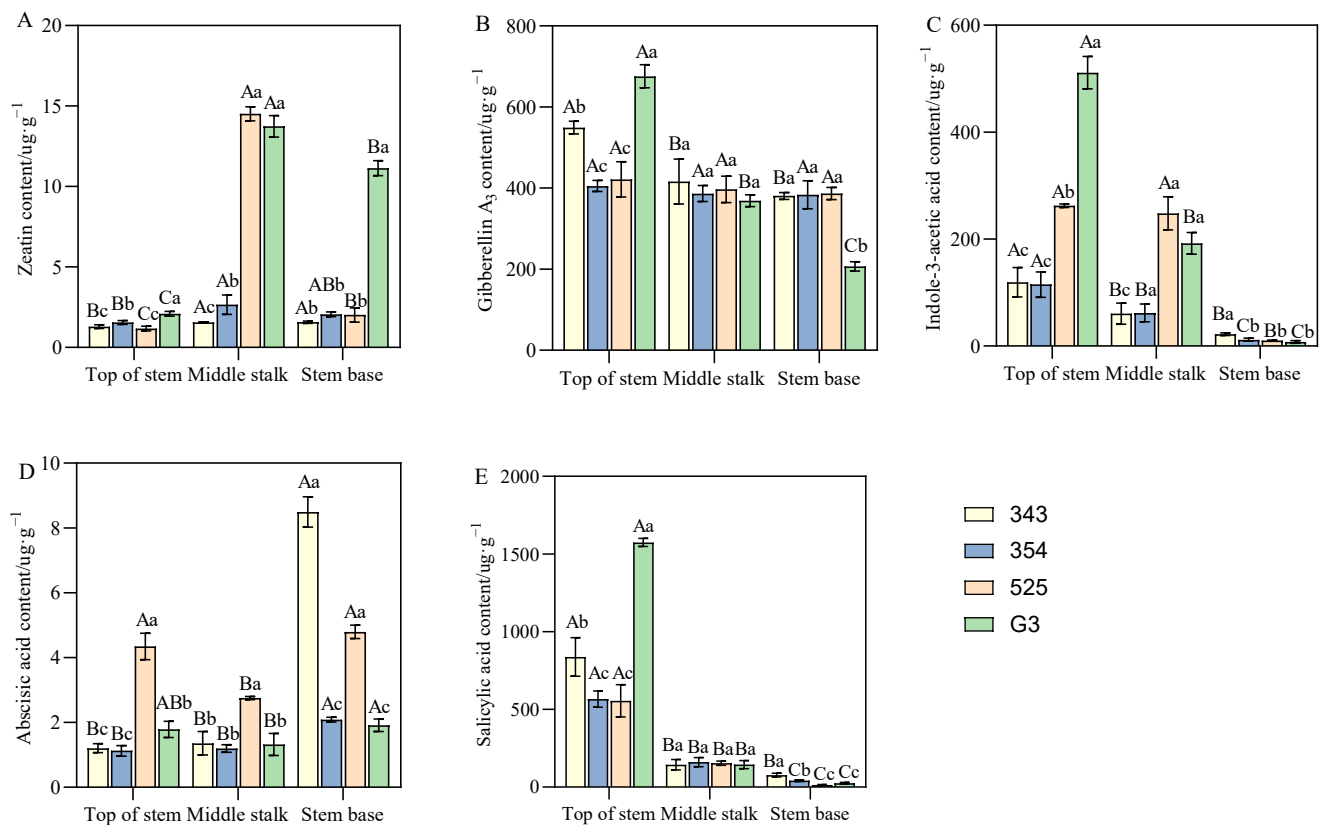 A
Zeatin content/ug·g⁻¹
20
15
10
5
0
Bc Bb Cc Ca Ac Ab Aa Aa Ab ABb Bb Ba
Top of stem Middle stalk Stem base
B
Gibberellin A₃ content/ug·g⁻¹
800
600
400
200
0
Ab Ac Ac Aa Ba Aa Aa Ba Ba Aa Aa Cb
Top of stem Middle stalk Stem base
C
Indole-3-acetic acid content/ug·g⁻¹
600
400
200
0
Ac Ac Ab Aa Bc Ba Aa Ba Ba Cb Bb Cb
Top of stem Middle stalk Stem base
D
Abscisic acid content/ug·g⁻¹
10
8
6
4
2
0
Bc Bc Aa ABb Bb Bb Ba Bb Aa Ac Aa Ac
Top of stem Middle stalk Stem base
E
Salicylic acid content/ug·g⁻¹
2000
1500
1000
500
0
Ab Ac Ac Aa Ba Ba Ba Ba Ba Cb Cc Cc
Top of stem Middle stalk Stem base
343
354
525
G3